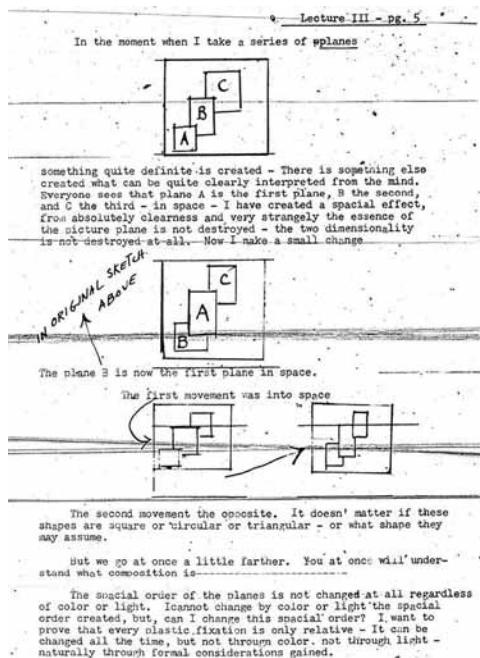 Lecture III - pg. 5
In the moment when I take a series of planes
C
B
A
something quite definite is created - There is something else
created what can be quite clearly interpreted from the mind.
Everyone sees that plane A is the first plane, B the second,
and C the third - in space - I have created a spacial effect,
from absolutely clearness and very strangely the essence of
the picture plane is not destroyed - the two dimensionality
is not destroyed at all. Now I make a small change
IN ORIGINAL SKETCH
ABOVE
C
A
B
The plane B is now the first plane in space.
The first movement was into space
The second movement the opposite. It doesn' matter if these
shapes are square or circular or triangular - or what shape they
may assume.
But we go at once a little farther. You at once will under-
stand what composition is--------------------
The spacial order of the planes is not changed at all regardless
of color or light. Icannot change by color or light the spacial
order created, but, can I change this spacial order? I want to
prove that every plastic fixation is only relative - It can be
changed all the time, but not through color. not through light -
naturally through formal considerations gained.